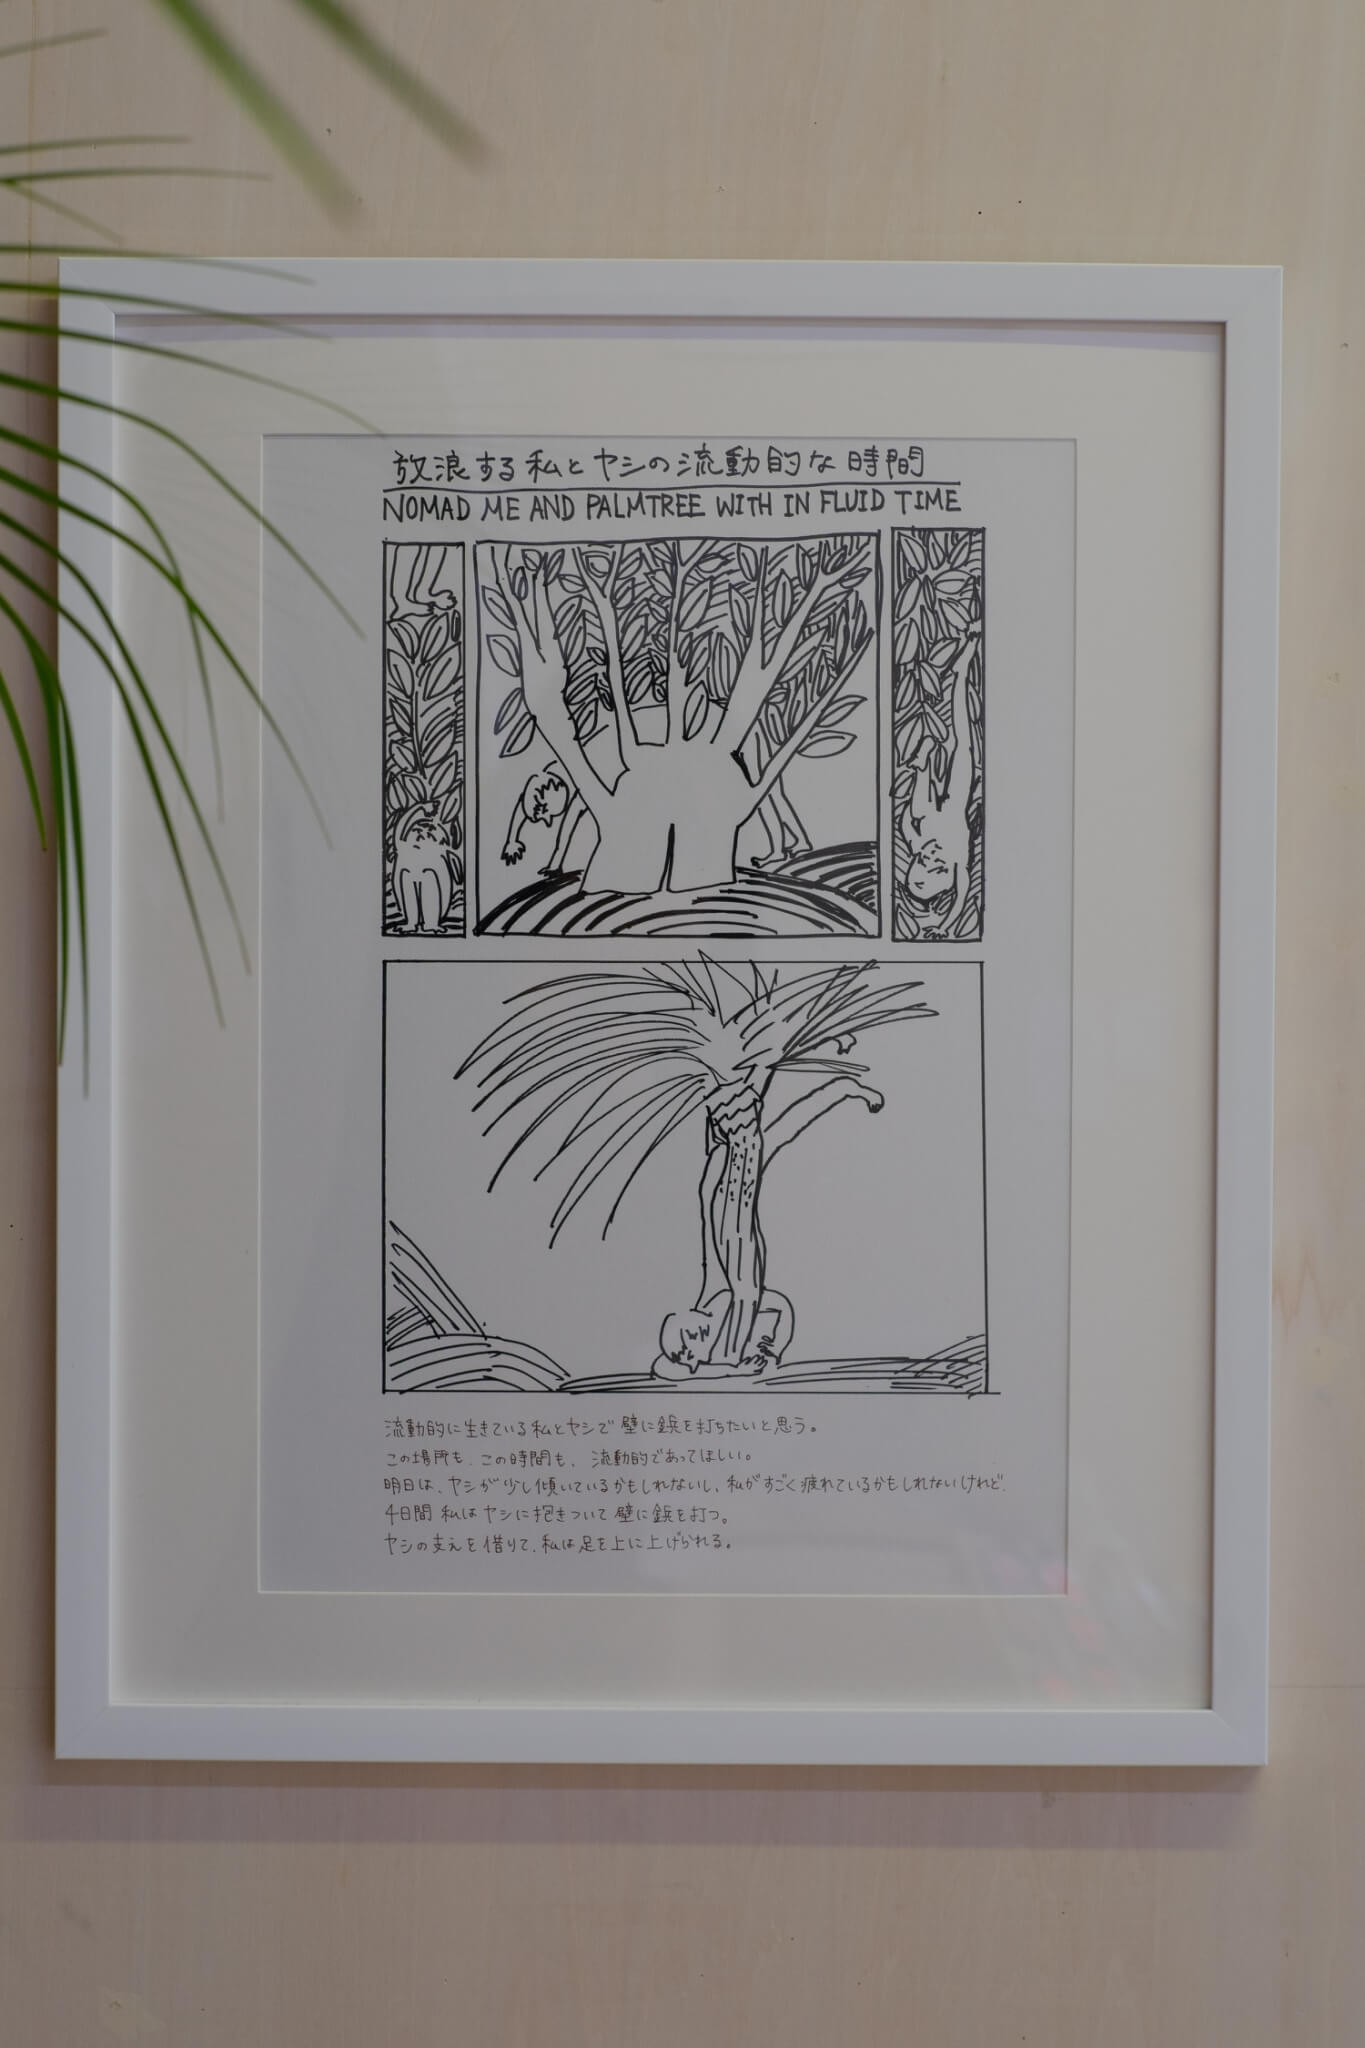 放浪する私とヤシの流動的な時間
NOMAD ME AND PALMTREE WITH IN FLUID TIME
流動的に生きている私とヤシで壁に鋲を打ちたいと思う。
この場所も、この時間も、流動的であってほしい。
明日は、ヤシが少し傾いているかもしれないし、私がすごく疲れているかもしれないけれど、
4日間私はヤシに抱きついて壁に鋲を打つ。
ヤシの支えを借りて、私は足を上に上げられる。